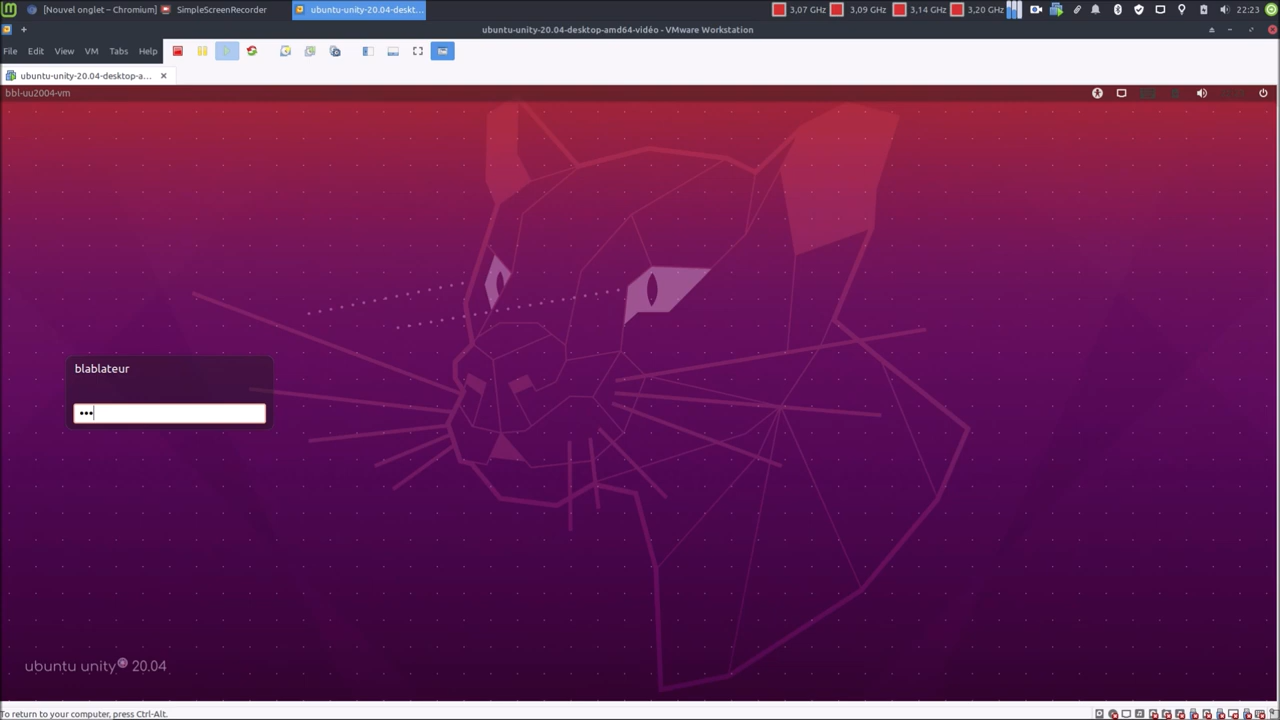 [Nouvel onglet – Chromium]
SimpleScreenRecorder
ubuntu-unity-20.04-deskt...
3,07 GHz
3,09 GHz
3,14 GHz
3,20 GHz
22:23
ubuntu-unity-20.04-desktop-amd64-vidéo - VMware Workstation
File Edit View VM Tabs Help
ubuntu-unity-20.04-desktop-a...
bbl-uu2004-vm
blablateur
ubuntu unity 20.04
To return to your computer, press Ctrl-Alt.